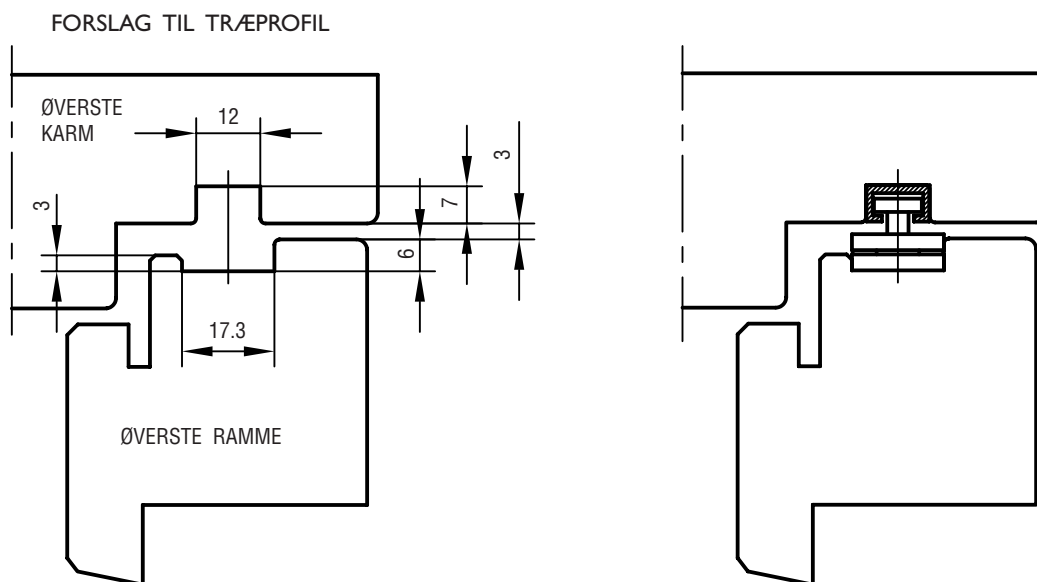 FORSLAG TIL TRÆPROFIL
ØVERSTE
KARM
12
3
7
3
6
17.3
ØVERSTE RAMME